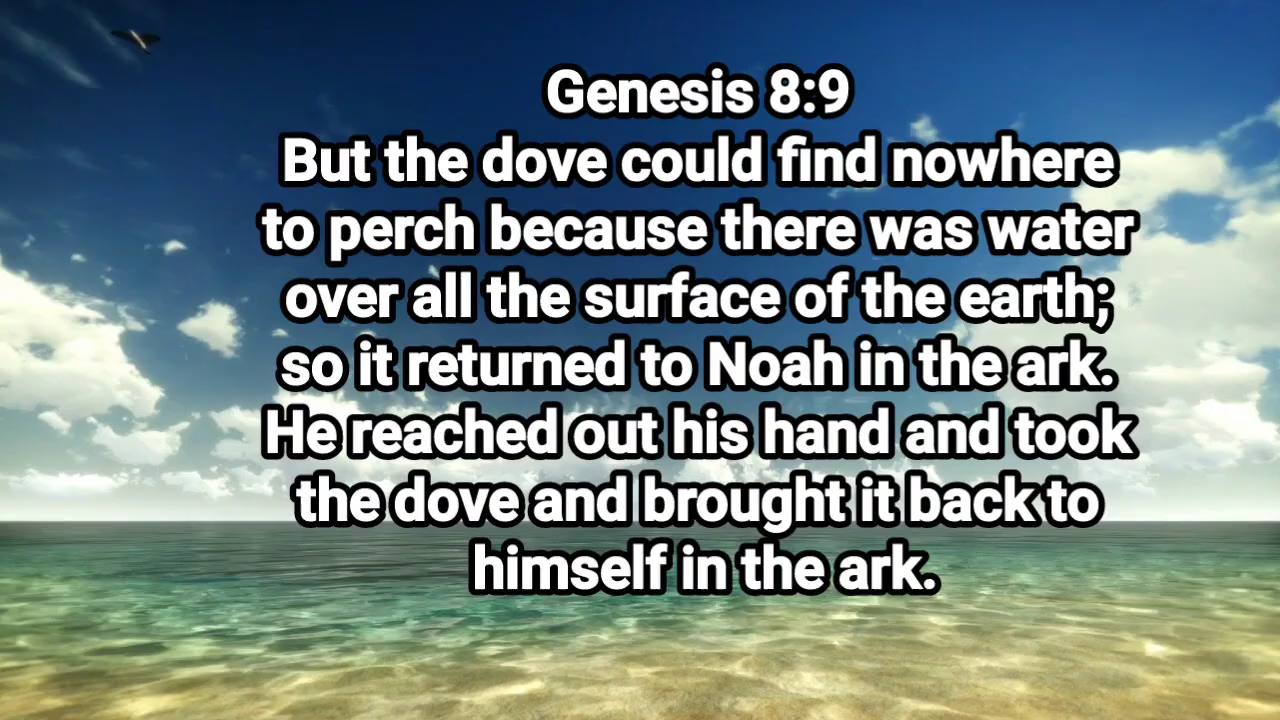 Genesis 8:9
But the dove could find nowhere
to perch because there was water
over all the surface of the earth;
so it returned to Noah in the ark.
He reached out his hand and took
the dove and brought it back to
himself in the ark.